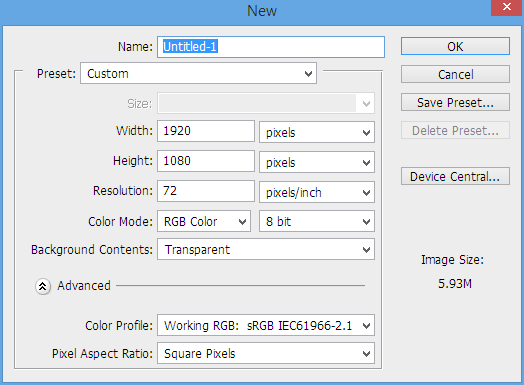 New
Name: Untitled-1 OK
Preset: Custom Cancel
Size: Save Preset...
Width: 1920 pixels Delete Preset...
Height: 1080 pixels
Resolution: 72 pixels/inch Device Central...
Color Mode: RGB Color 8 bit
Background Contents: Transparent Image Size:
Advanced 5.93M
Color Profile: Working RGB: sRGB IEC61966-2.1
Pixel Aspect Ratio: Square Pixels